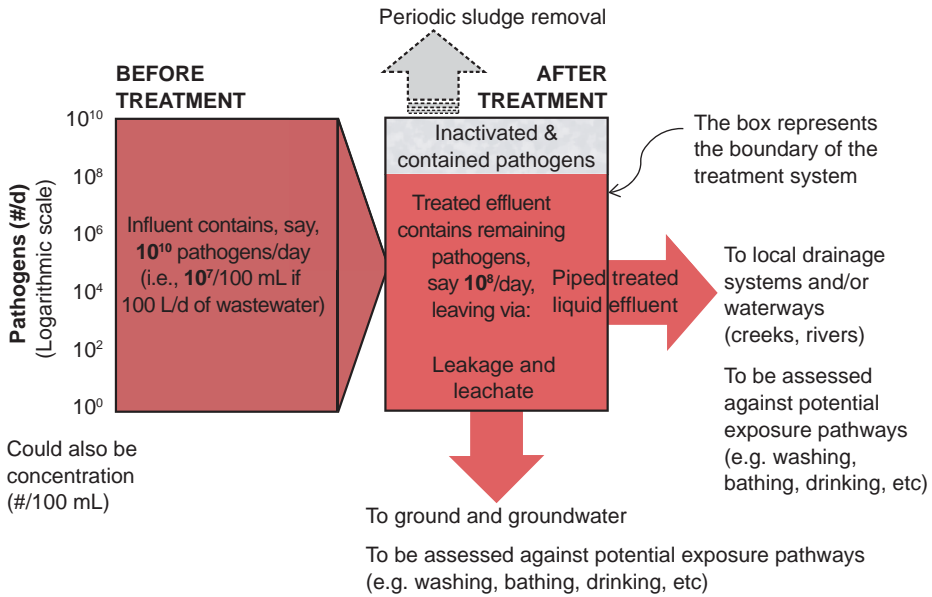 Periodic sludge removal
BEFORE
TREATMENT
AFTER
TREATMENT
Pathogens (#/d)
(Logarithmic scale)
10¹⁰
10⁸
10⁶
10⁴
10²
10⁰
Could also be
concentration
(#/100 mL)
Influent contains, say,
10¹⁰ pathogens/day
(i.e., 10⁷/100 mL if
100 L/d of wastewater)
Inactivated &
contained pathogens
Treated effluent
contains remaining
pathogens,
say 10⁸/day,
leaving via:
Piped treated
liquid effluent
Leakage and
leachate
The box represents
the boundary of the
treatment system
To local drainage
systems and/or
waterways
(creeks, rivers)
To be assessed
against potential
exposure pathways
(e.g. washing,
bathing, drinking, etc)
To ground and groundwater
To be assessed against potential exposure pathways
(e.g. washing, bathing, drinking, etc)